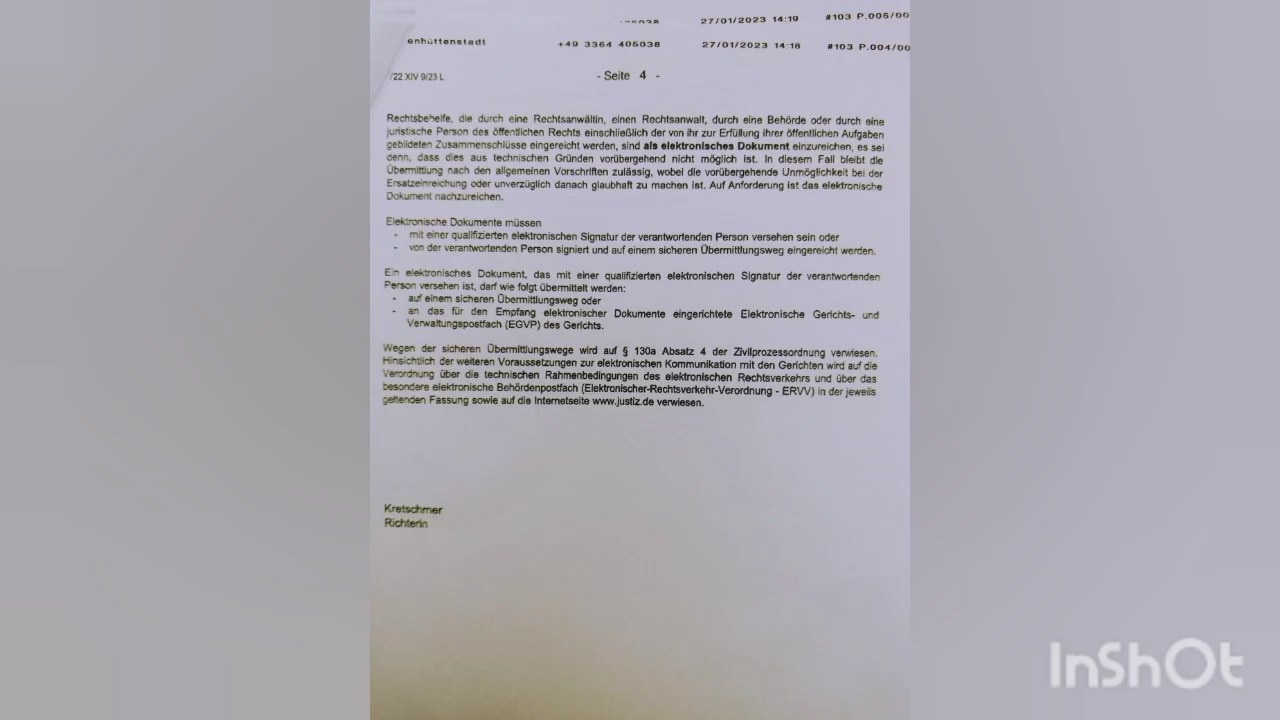 27/01/2023 14:19 #103 P.005/00
enhüttenstadt +49 3364 405038 27/01/2023 14:18 #103 P.004/00
/22 XIV 9/23 L - Seite 4 -
Rechtsbehelfe, die durch eine Rechtsanwältin, einen Rechtsanwalt, durch eine Behörde oder durch eine
juristische Person des öffentlichen Rechts einschließlich der von ihr zur Erfüllung ihrer öffentlichen Aufgaben
gebildeten Zusammenschlüsse eingereicht werden, sind als elektronisches Dokument einzureichen, es sei
denn, dass dies aus technischen Gründen vorübergehend nicht möglich ist. In diesem Fall bleibt die
Übermittlung nach den allgemeinen Vorschriften zulässig, wobei die vorübergehende Unmöglichkeit bei der
Ersatzeinreichung oder unverzüglich danach glaubhaft zu machen ist. Auf Anforderung ist das elektronische
Dokument nachzureichen.
Elektronische Dokumente müssen
- mit einer qualifizierten elektronischen Signatur der verantwortenden Person versehen sein oder
- von der verantwortenden Person signiert und auf einem sicheren Übermittlungsweg eingereicht werden.
Ein elektronisches Dokument, das mit einer qualifizierten elektronischen Signatur der verantwortenden
Person versehen ist, darf wie folgt übermittelt werden:
- auf einem sicheren Übermittlungsweg oder
- an das für den Empfang elektronischer Dokumente eingerichtete Elektronische Gerichts- und
Verwaltungspostfach (EGVP) des Gerichts.
Wegen der sicheren Übermittlungswege wird auf § 130a Absatz 4 der Zivilprozessordnung verwiesen.
Hinsichtlich der weiteren Voraussetzungen zur elektronischen Kommunikation mit den Gerichten wird auf die
Verordnung über die technischen Rahmenbedingungen des elektronischen Rechtsverkehrs und über das
besondere elektronische Behördenpostfach (Elektronischer-Rechtsverkehr-Verordnung - ERVV) in der jeweils
geltenden Fassung sowie auf die Internetseite www.justiz.de verwiesen.
Kretschmer
Richterin
InShOt